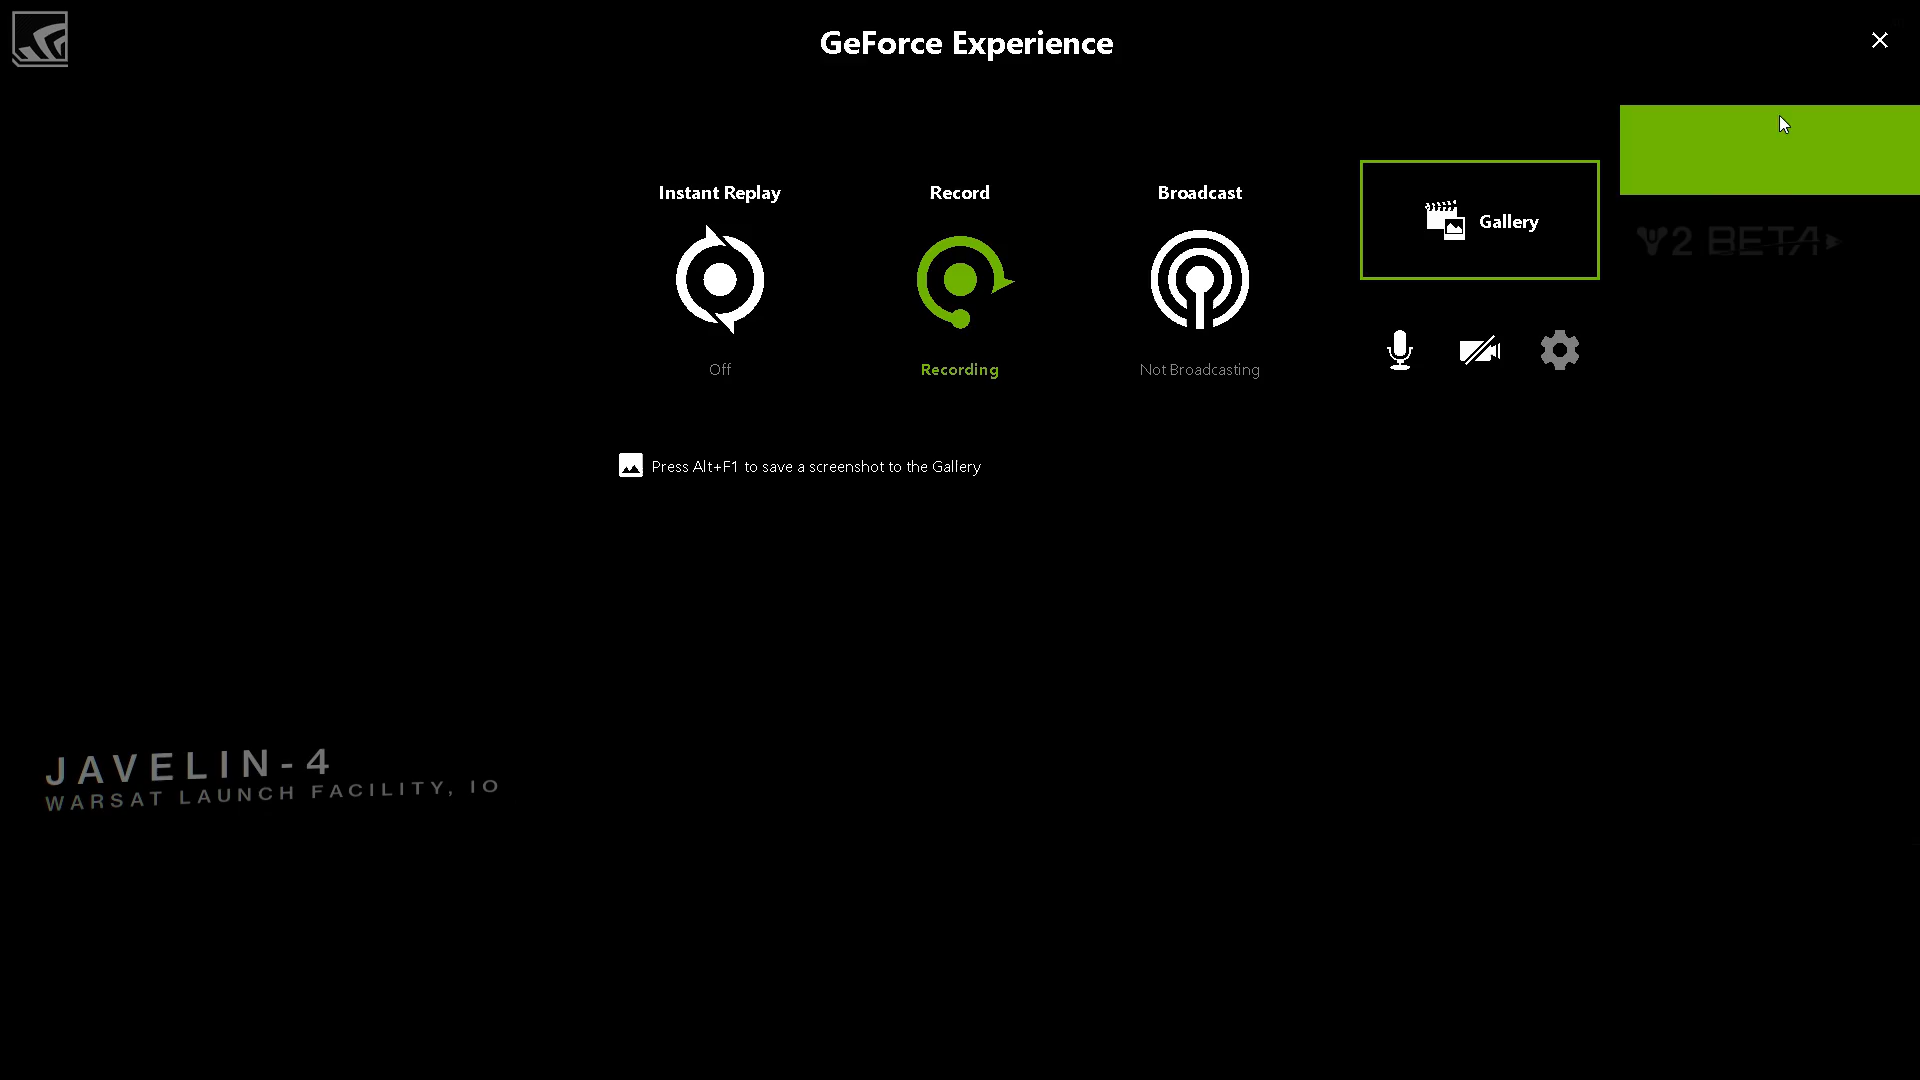 GeForce Experience
Instant Replay
Record
Broadcast
Gallery
2 BETA
Off
Recording
Not Broadcasting
Press Alt+F1 to save a screenshot to the Gallery
JAVELIN-4
WARSAT LAUNCH FACILITY, IO